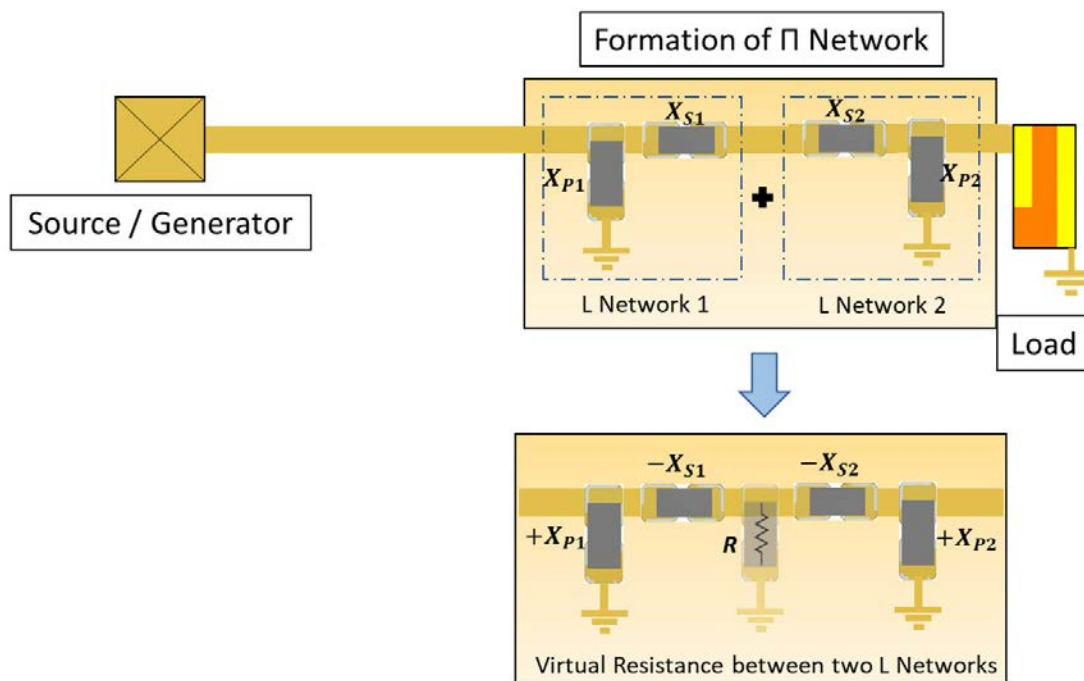 Formation of Π Network
X_S1
X_S2
X_P1
X_P2
Source / Generator
L Network 1
L Network 2
Load
−X_S1
−X_S2
+X_P1
R
+X_P2
Virtual Resistance between two L Networks